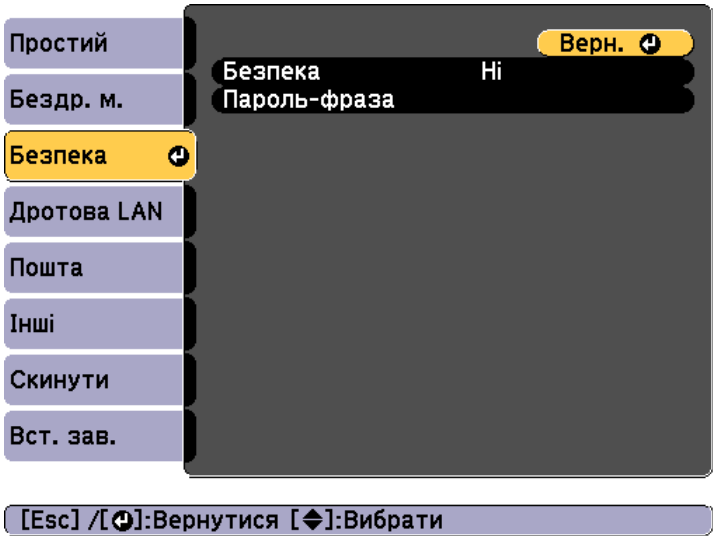 Простий
Бездр. м.
Безпека
Дротова LAN
Пошта
Інші
Скинути
Вст. зав.
Верн.
Безпека Ні
Пароль-фраза
[Esc] /[⏎]:Вернутися [◆]:Вибрати